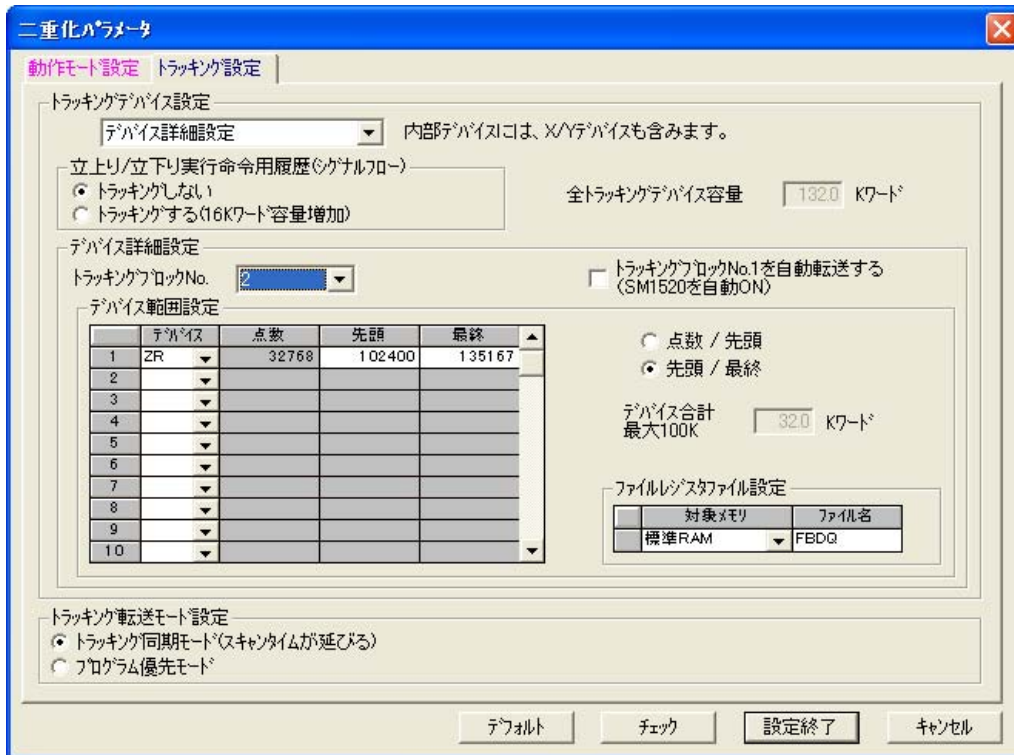 二重化パラメータ
動作モード設定 トラッキング設定
トラッキングデバイス設定
デバイス詳細設定 内部デバイスには、X/Yデバイスも含みます。
立上り/立下り実行命令用履歴(シグナルフロー)
トラッキングしない
トラッキングする(16Kワード容量増加)
全トラッキングデバイス容量 132.0 Kワード
デバイス詳細設定
トラッキングブロックNo. 2
トラッキングブロックNo.1を自動転送する
(SM1520を自動ON)
デバイス範囲設定
デバイス 点数 先頭 最終
1 ZR 32768 102400 135167
2
3
4
5
6
7
8
9
10
点数 / 先頭
先頭 / 最終
デバイス合計
最大100K 32.0 Kワード
ファイルレジスタファイル設定
対象メモリ ファイル名
標準RAM FBDQ
トラッキング転送モード設定
トラッキング同期モード(スキャンタイムが延びる)
プログラム優先モード
デフォルト チェック 設定終了 キャンセル